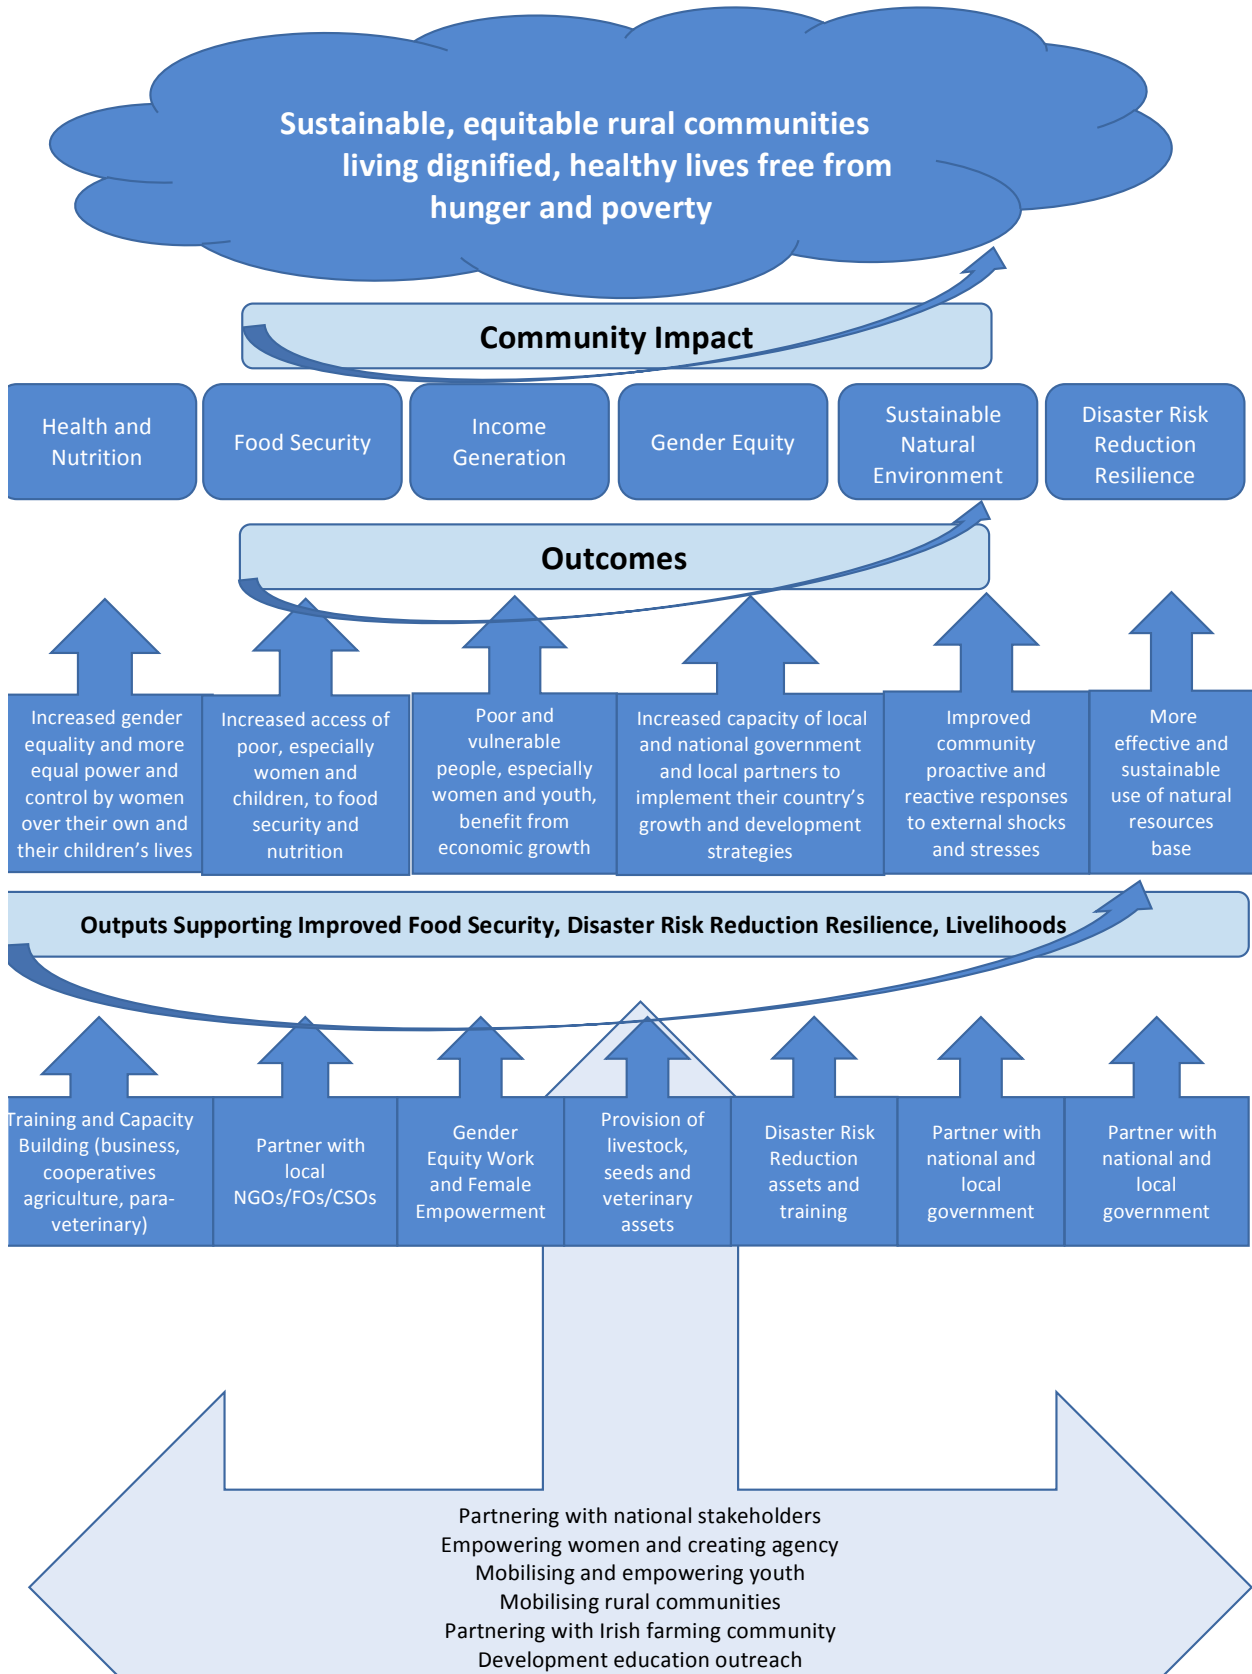 Sustainable, equitable rural communities
living dignified, healthy lives free from
hunger and poverty
Community Impact
Health and
Nutrition
Food Security
Income
Generation
Gender Equity
Sustainable
Natural
Environment
Disaster Risk
Reduction
Resilience
Outcomes
Increased gender
equality and more
equal power and
control by women
over their own and
their children’s lives
Increased access of
poor, especially
women and
children, to food
security and
nutrition
Poor and
vulnerable
people, especially
women and youth,
benefit from
economic growth
Increased capacity of local
and national government
and local partners to
implement their country’s
growth and development
strategies
Improved
community
proactive and
reactive responses
to external shocks
and stresses
More
effective and
sustainable
use of natural
resources
base
Outputs Supporting Improved Food Security, Disaster Risk Reduction Resilience, Livelihoods
Training and Capacity
Building (business,
cooperatives
agriculture, para-
veterinary)
Partner with
local
NGOs/FOs/CSOs
Gender
Equity Work
and Female
Empowerment
Provision of
livestock,
seeds and
veterinary
assets
Disaster Risk
Reduction
assets and
training
Partner with
national and
local
government
Partner with
national and
local
government
Partnering with national stakeholders
Empowering women and creating agency
Mobilising and empowering youth
Mobilising rural communities
Partnering with Irish farming community
Development education outreach